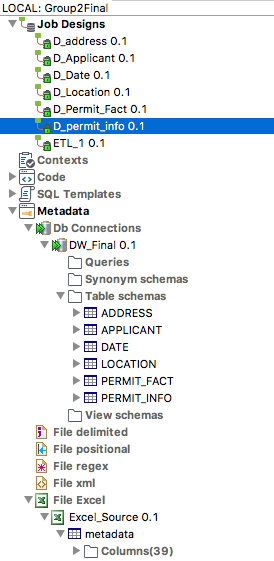 LOCAL: Group2Final
Job Designs
D_address 0.1
D_Applicant 0.1
D_Date 0.1
D_Location 0.1
D_Permit_Fact 0.1
D_permit_info 0.1
ETL_1 0.1
Contexts
Code
SQL Templates
Metadata
Db Connections
DW_Final 0.1
Queries
Synonym schemas
Table schemas
ADDRESS
APPLICANT
DATE
LOCATION
PERMIT_FACT
PERMIT_INFO
View schemas
File delimited
File positional
File regex
File xml
File Excel
Excel_Source 0.1
metadata
Columns(39)